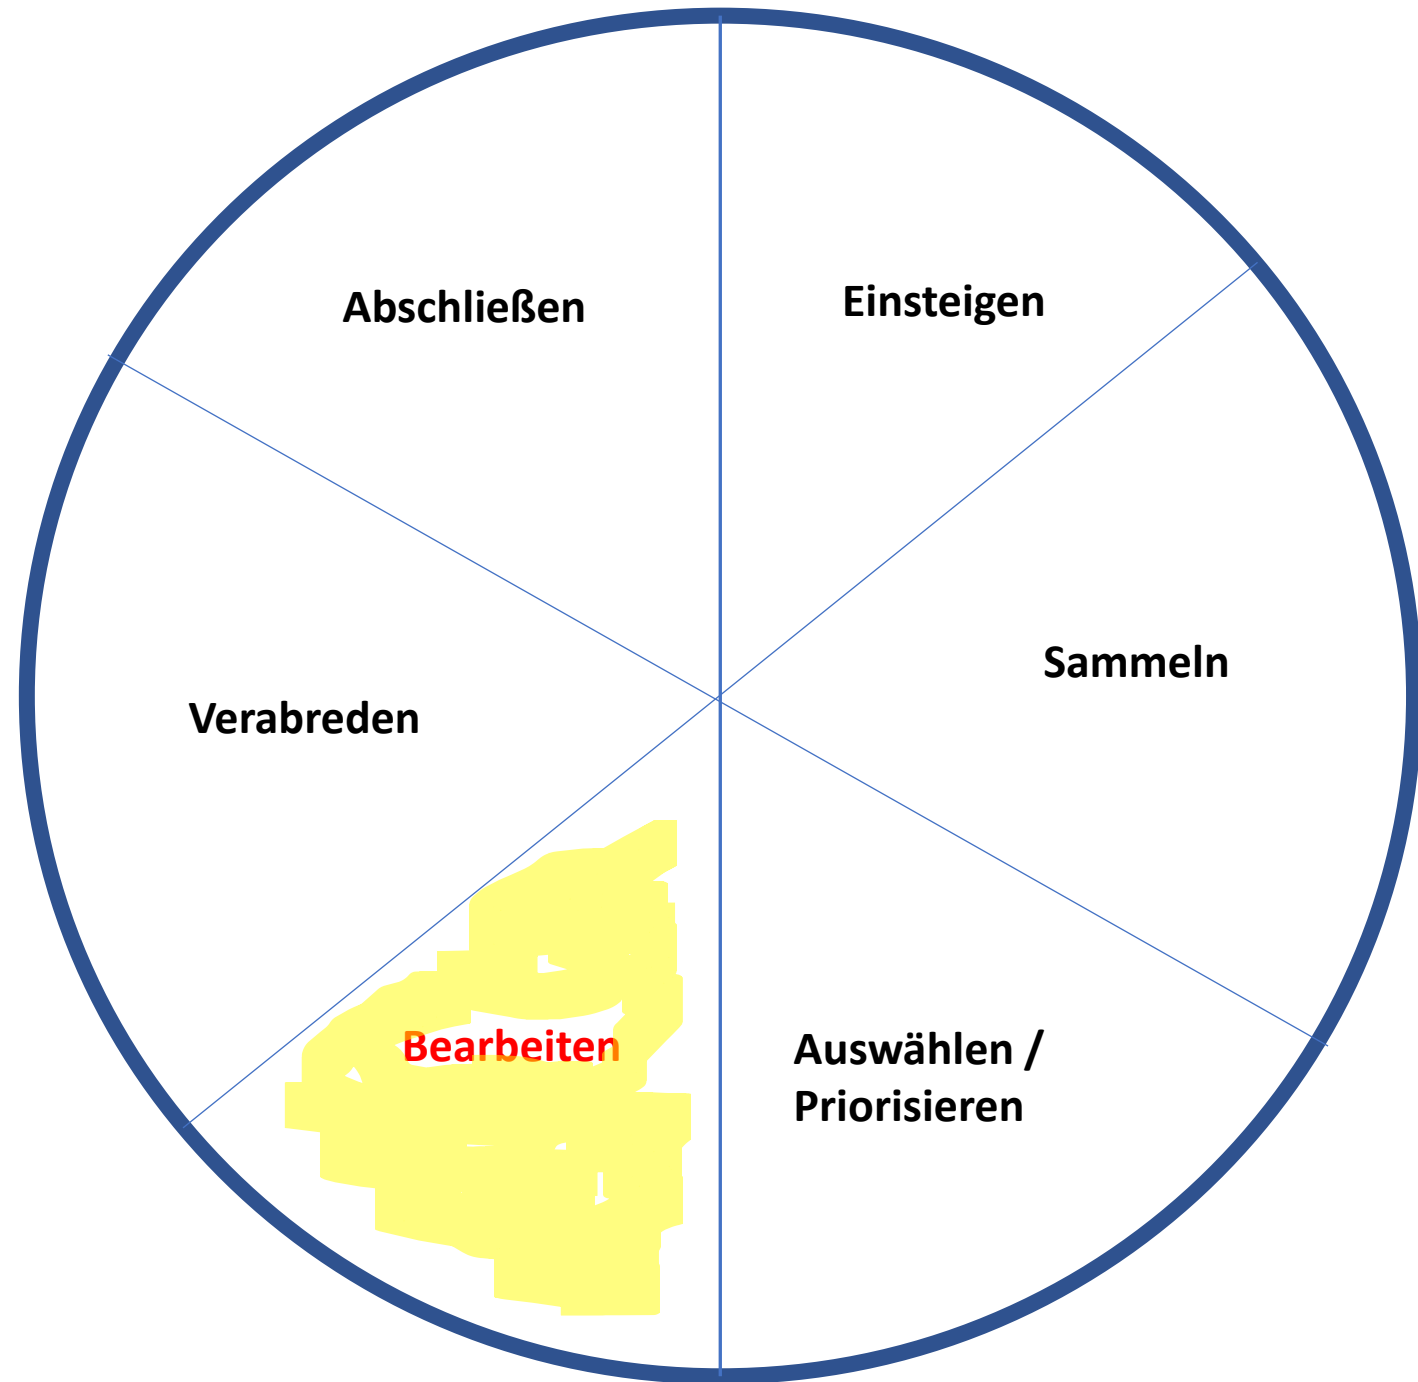 Abschließen
Einsteigen
Sammeln
Verabreden
Bearbeiten
Auswählen /
Priorisieren